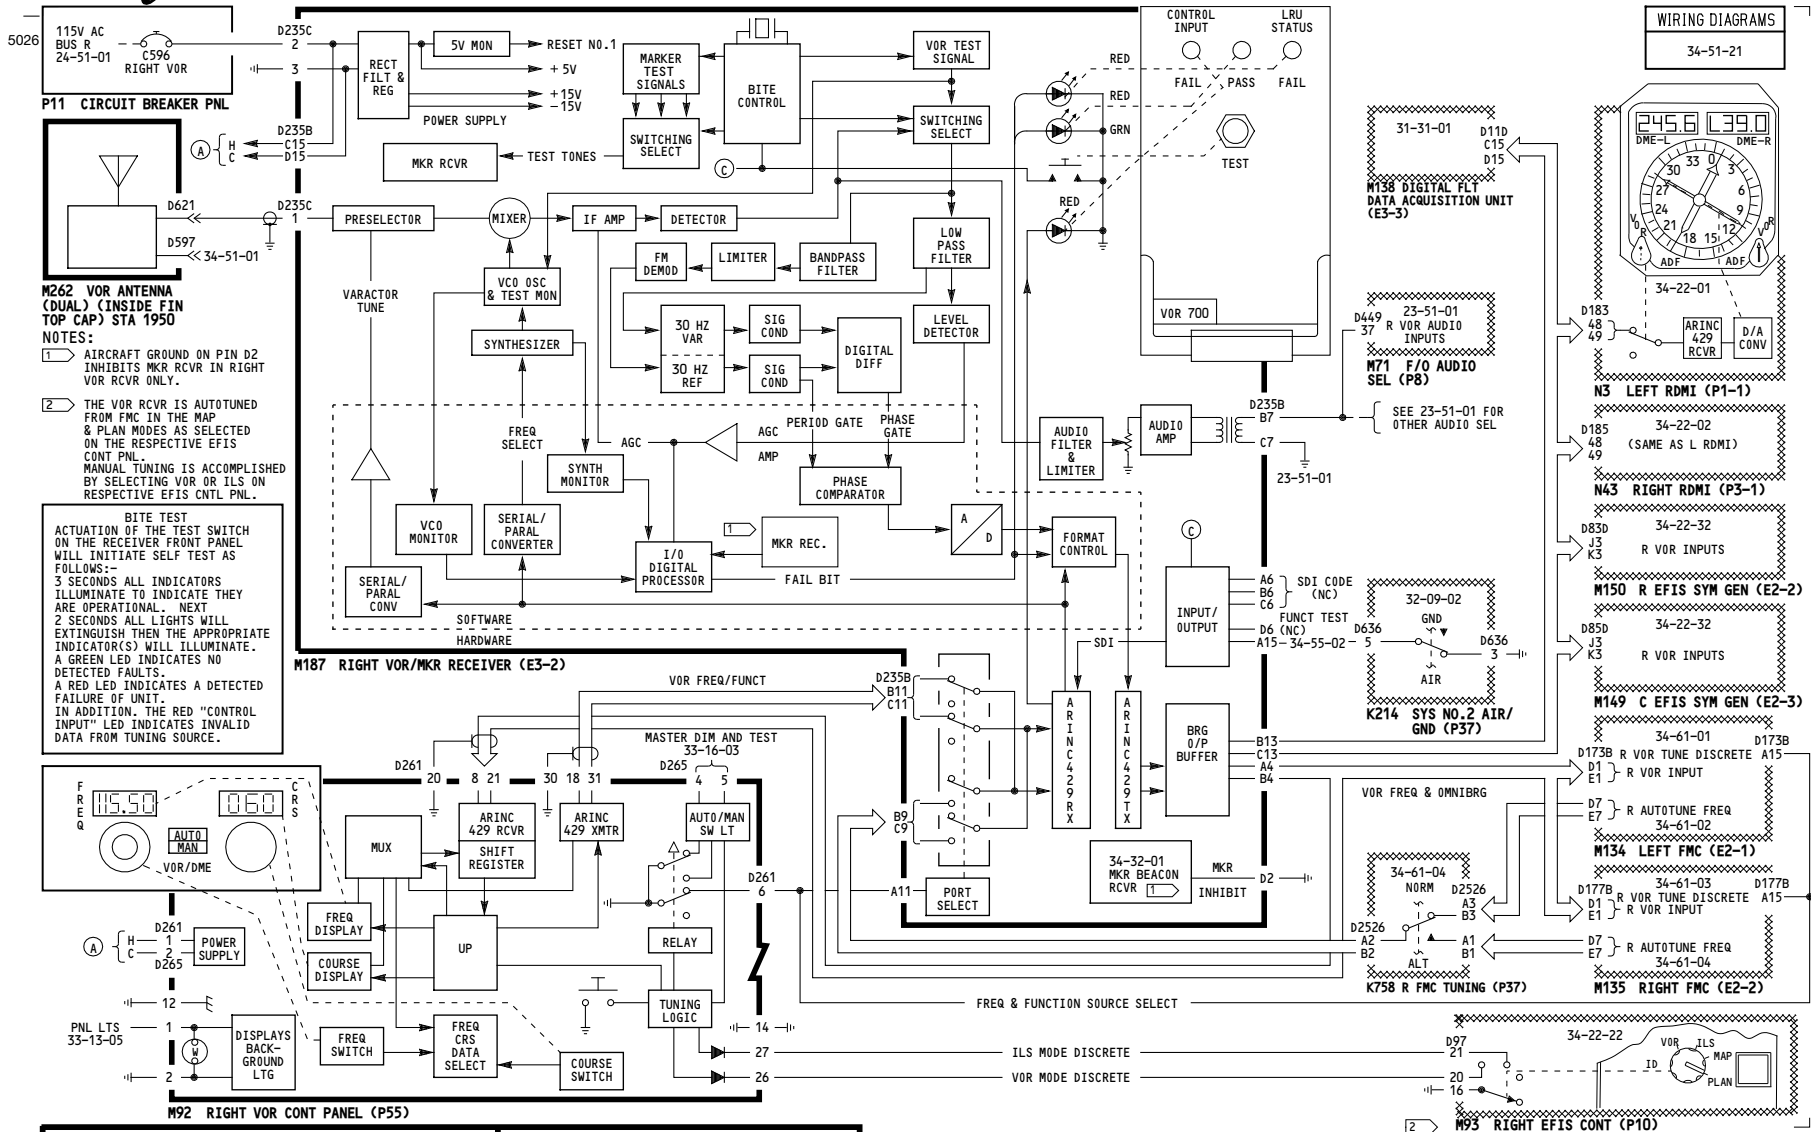 5026
115V AC
BUS R
24-51-01
C596
RIGHT VOR
P11 CIRCUIT BREAKER PNL
D235C
2
3
D235B
A
H
C
C15
D15
D235C
1
D621
D597
34-51-01
M262 VOR ANTENNA
(DUAL) (INSIDE FIN
TOP CAP) STA 1950
NOTES:
1 AIRCRAFT GROUND ON PIN D2
INHIBITS MKR RCVR IN RIGHT
VOR RCVR ONLY.
2 THE VOR RCVR IS AUTOTUNED
FROM FMC IN THE MAP
& PLAN MODES AS SELECTED
ON THE RESPECTIVE EFIS
CONT PNL.
MANUAL TUNING IS ACCOMPLISHED
BY SELECTING VOR OR ILS ON
RESPECTIVE EFIS CNTL PNL.
BITE TEST
ACTUATION OF THE TEST SWITCH
ON THE RECEIVER FRONT PANEL
WILL INITIATE SELF TEST AS
FOLLOWS:-
3 SECONDS ALL INDICATORS
ILLUMINATE TO INDICATE THEY
ARE OPERATIONAL. NEXT
2 SECONDS ALL LIGHTS WILL
EXTINGUISH THEN THE APPROPRIATE
INDICATOR(S) WILL ILLUMINATE.
A GREEN LED INDICATES NO
DETECTED FAULTS.
A RED LED INDICATES A DETECTED
FAILURE OF UNIT.
IN ADDITION. THE RED "CONTROL
INPUT" LED INDICATES INVALID
DATA FROM TUNING SOURCE.
RECT
FILT &
REG
5V MON
RESET NO.1
+ 5V
+15V
-15V
POWER SUPPLY
MARKER
TEST
SIGNALS
SWITCHING
SELECT
TEST TONES
MKR RCVR
BITE
CONTROL
C
VOR TEST
SIGNAL
SWITCHING
SELECT
PRESELECTOR
MIXER
IF AMP
DETECTOR
LOW
PASS
FILTER
FM
DEMOD
LIMITER
BANDPASS
FILTER
VCO OSC
& TEST MON
VARACTOR
TUNE
SYNTHESIZER
30 HZ
VAR
30 HZ
REF
SIG
COND
SIG
COND
DIGITAL
DIFF
LEVEL
DETECTOR
FREQ
SELECT
AGC
AGC
AMP
PERIOD GATE
PHASE
GATE
SYNTH
MONITOR
PHASE
COMPARATOR
VCO
MONITOR
SERIAL/
PARAL
CONVERTER
I/O
DIGITAL
PROCESSOR
1
MKR REC.
A
D
FORMAT
CONTROL
FAIL BIT
SERIAL/
PARAL
CONV
SOFTWARE
HARDWARE
M187 RIGHT VOR/MKR RECEIVER (E3-2)
RED
RED
GRN
RED
CONTROL
INPUT
LRU
STATUS
FAIL
PASS
FAIL
TEST
VOR 700
AUDIO
FILTER
&
LIMITER
AUDIO
AMP
D235B
B7
C7
23-51-01
SEE 23-51-01 FOR
OTHER AUDIO SEL
C
INPUT/
OUTPUT
SDI
A6
B6
C6
SDI CODE
(NC)
FUNCT TEST
D6 (NC)
A15
34-55-02
D636
5
32-09-02
GND
AIR
D636
3
K214 SYS NO.2 AIR/
GND (P37)
WIRING DIAGRAMS
34-51-21
31-31-01
D11D
C15
D15
M138 DIGITAL FLT
DATA ACQUISITION UNIT
(E3-3)
D449
37
23-51-01
R VOR AUDIO
INPUTS
M71 F/O AUDIO
SEL (P8)
245.6
L39.0
DME-L
DME-R
0
3
6
9
12
15
18
21
24
27
30
33
VOR
ADF
ADF
VOR
34-22-01
D183
48
49
ARINC
429
RCVR
D/A
CONV
N3 LEFT RDMI (P1-1)
D185
48
49
34-22-02
(SAME AS L RDMI)
N43 RIGHT RDMI (P3-1)
D83D
J3
K3
34-22-32
R VOR INPUTS
M150 R EFIS SYM GEN (E2-2)
D85D
J3
K3
34-22-32
R VOR INPUTS
M149 C EFIS SYM GEN (E2-3)
VOR FREQ/FUNCT
D235B
B11
C11
B9
C9
A11
PORT
SELECT
ARINC429RX
ARINC429TX
BRG
O/P
BUFFER
B13
C13
A4
B4
34-32-01
MKR BEACON
RCVR 1
MKR
INHIBIT
D2
VOR FREQ & OMNIBRG
D173B
D1
E1
34-61-01
R VOR TUNE DISCRETE
D173B
A15
R VOR INPUT
D7
E7
R AUTOTUNE FREQ
34-61-02
M134 LEFT FMC (E2-1)
D177B
D1
E1
34-61-03
R VOR TUNE DISCRETE
D177B
A15
R VOR INPUT
D7
E7
R AUTOTUNE FREQ
34-61-04
M135 RIGHT FMC (E2-2)
34-61-04
NORM
D2526
A3
B3
D2526
A2
B2
A1
B1
ALT
K758 R FMC TUNING (P37)
MASTER DIM AND TEST
33-16-03
D261
20
8
21
30
18
31
D265
4
5
FREQ
115.50
060
CRS
AUTO
MAN
VOR/DME
MUX
ARINC
429 RCVR
SHIFT
REGISTER
ARINC
429 XMTR
AUTO/MAN
SW LT
D261
6
RELAY
FREQ
DISPLAY
COURSE
DISPLAY
UP
TUNING
LOGIC
A
H
C
D261
1
2
D265
POWER
SUPPLY
12
PNL LTS
33-13-05
1
2
W
DISPLAYS
BACK-
GROUND
LTG
FREQ
SWITCH
FREQ
CRS
DATA
SELECT
COURSE
SWITCH
14
27
26
FREQ & FUNCTION SOURCE SELECT
ILS MODE DISCRETE
VOR MODE DISCRETE
M92 RIGHT VOR CONT PANEL (P55)
D97
21
20
16
34-22-22
VOR
ILS
MAP
PLAN
ID
2 M93 RIGHT EFIS CONT (P10)